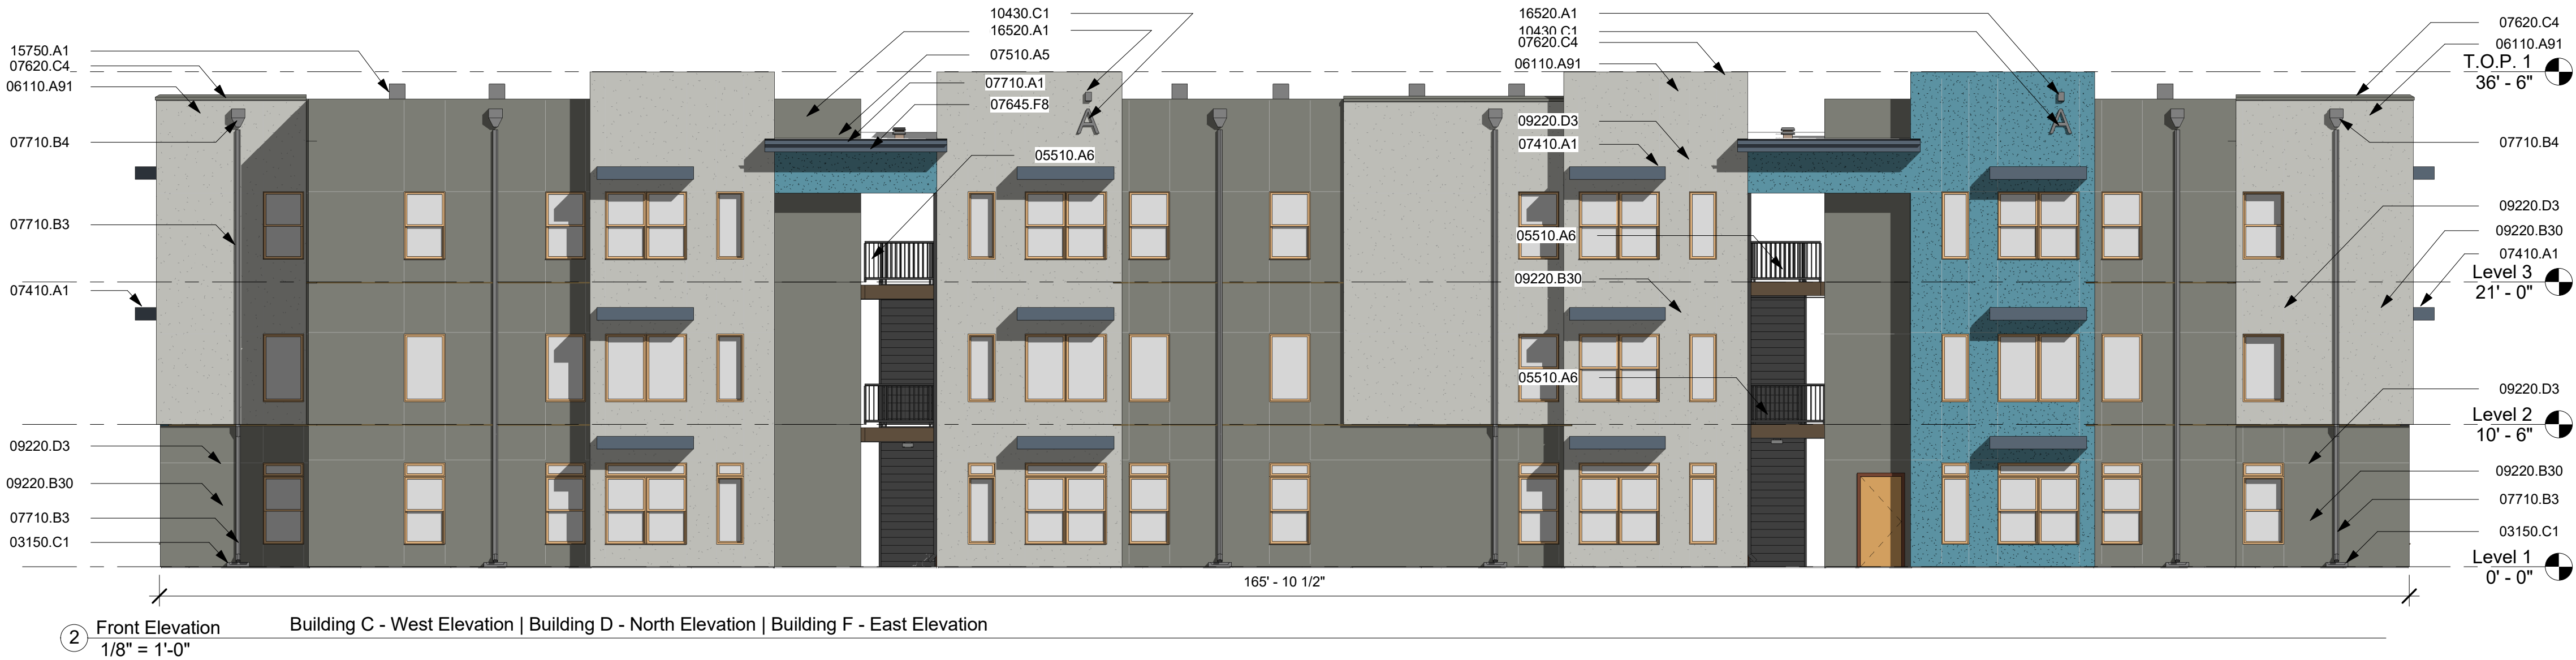 15750.A1
07620.C4
06110.A91
07710.B4
07710.B3
07410.A1
09220.D3
09220.B30
07710.B3
03150.C1
10430.C1
16520.A1
07510.A5
07710.A1
07645.F8
05510.A6
A
16520.A1
10430.C1
07620.C4
06110.A91
09220.D3
07410.A1
05510.A6
09220.B30
05510.A6
A
07620.C4
06110.A91
T.O.P. 1
36' - 6"
07710.B4
09220.D3
09220.B30
07410.A1
Level 3
21' - 0"
09220.D3
Level 2
10' - 6"
09220.B30
07710.B3
03150.C1
Level 1
0' - 0"
165' - 10 1/2"
2
Front Elevation
Building C - West Elevation | Building D - North Elevation | Building F - East Elevation
1/8" = 1'-0"